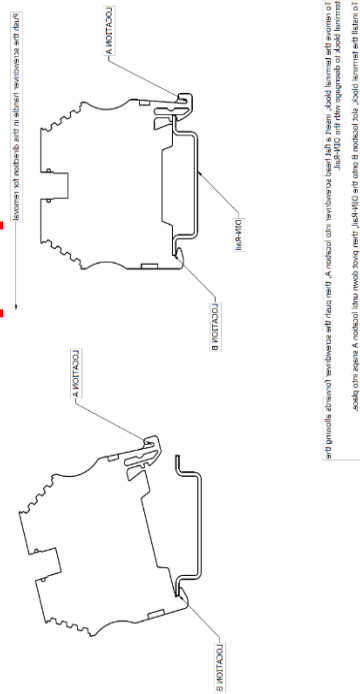 To install the terminal block, slot location B onto the DIN-Rail, then pivot down until location A snaps into place.
To remove the terminal block, insert a flat head screwdriver into location A, then push the screwdriver forwards allowing the
terminal block to disengage with the DIN-Rail.
DIN-Rail
LOCATION B
LOCATION A
Push the screwdriver handle in this direction for removal
LOCATION B
LOCATION A